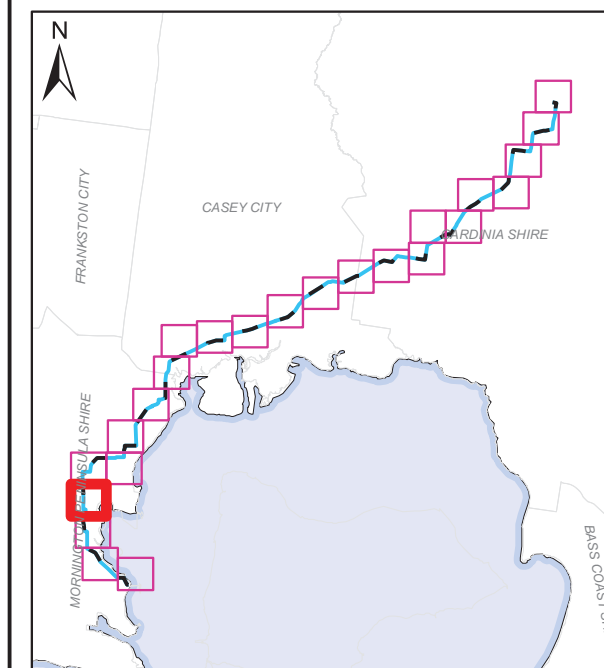 N
FRANKSTON CITY
CASEY CITY
CARDINIA SHIRE
MORNINGTON PENINSULA SHIRE
BASS COAST